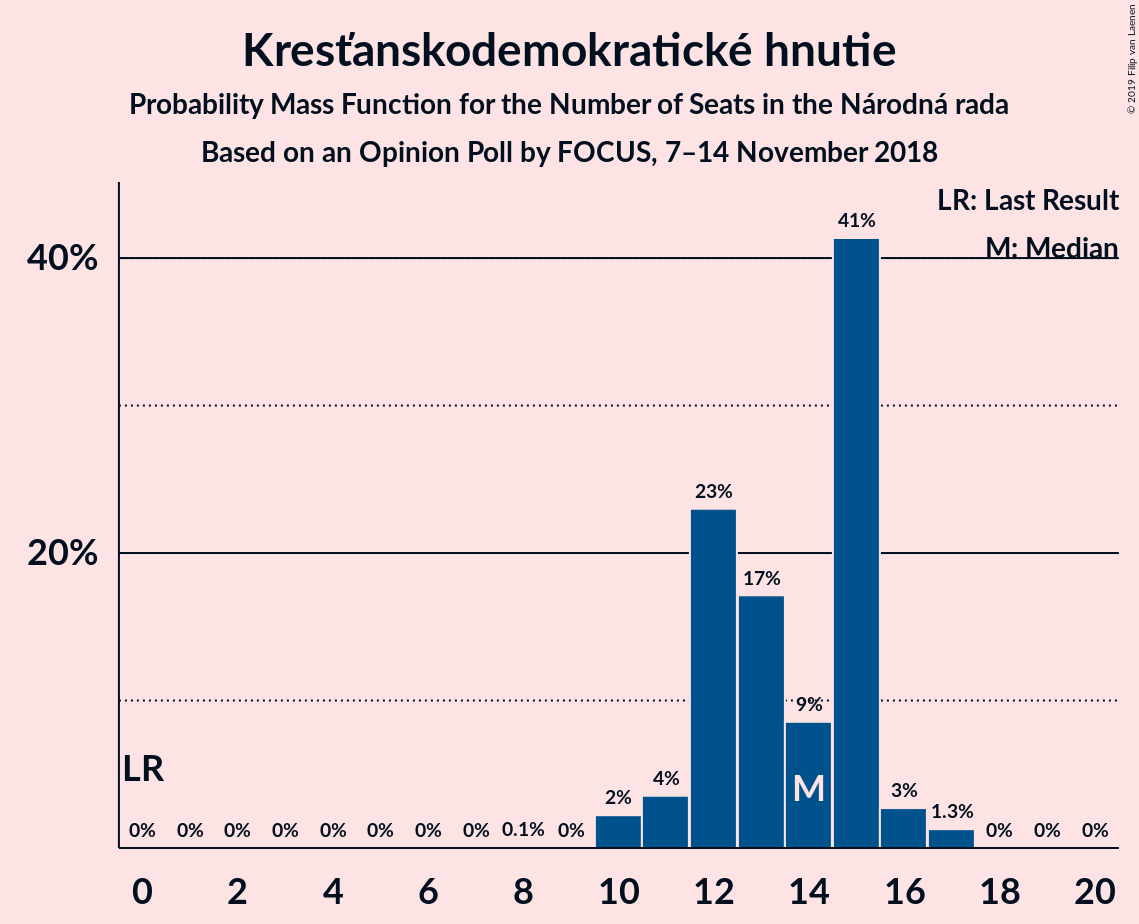 Kresťanskodemokratické hnutie
Probability Mass Function for the Number of Seats in the Národná rada
Based on an Opinion Poll by FOCUS, 7–14 November 2018
© 2019 Filip van Laenen
LR: Last Result
M: Median
40%
20%
41%
23%
17%
9%
LR
M
0% 0% 0% 0% 0% 0% 0% 0% 0.1% 0% 2% 4% 3% 1.3% 0% 0% 0%
0 2 4 6 8 10 12 14 16 18 20